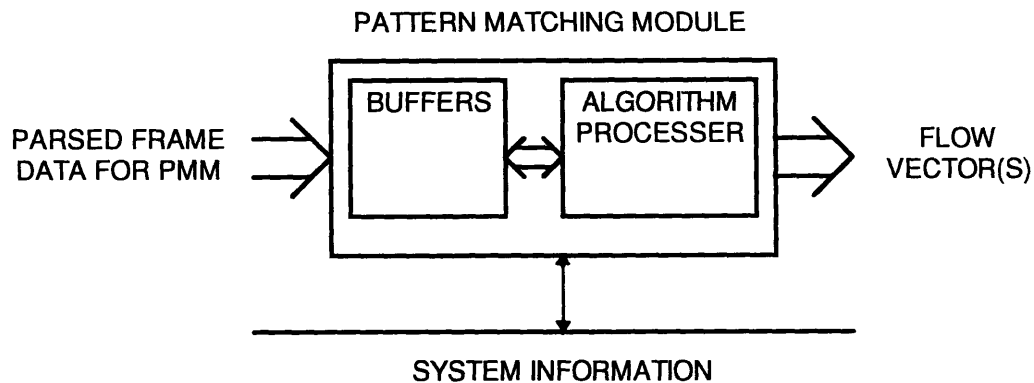 PATTERN MATCHING MODULE
BUFFERS
ALGORITHM
PROCESSER
PARSED FRAME
DATA FOR PMM
FLOW
VECTOR(S)
SYSTEM INFORMATION